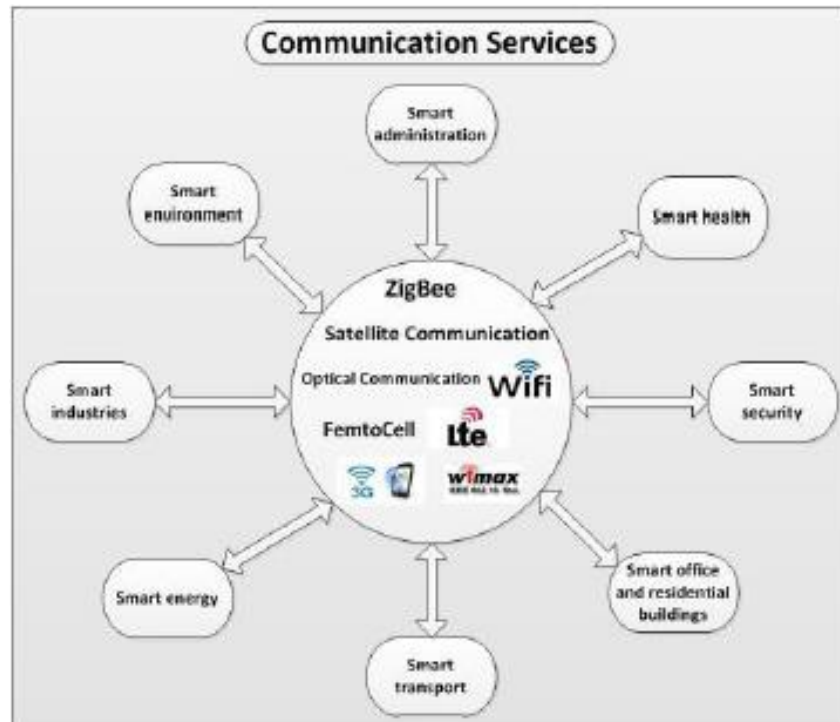 Communication Services
Smart
administration
Smart
environment
Smart health
ZigBee
Satellite Communication
Optical Communication
Wifi
Smart
industries
Smart
security
FemtoCell
Lte
3G
wimax
Smart energy
Smart office
and residential
buildings
Smart
transport